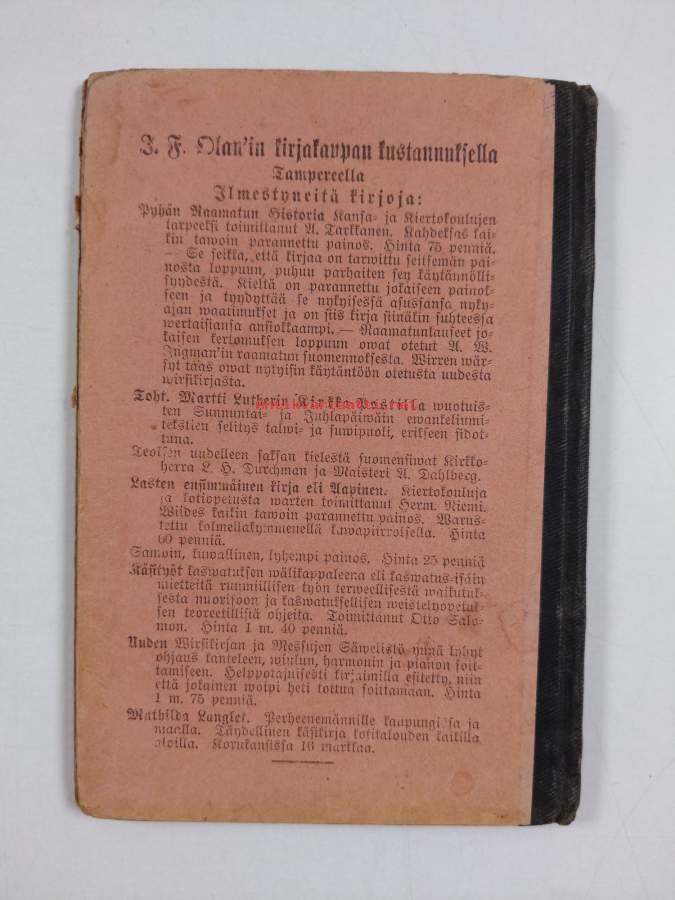 J. F. Olan'in kirjakaupan kustannuksella
Tampereella
Ilmestyneitä kirjoja:
Pyhän Raamatun Historia Kansa- ja Kiertokoulujen
tarpeeksi toimittanut A. Tarkkanen. Kahdeksas kai-
kin tawoin parannettu painos. Hinta 75 penniä.
— Se seikka, että kirjaa on tarwittu seitsemän pai-
nosta loppuun, puhuu parhaiten sen käytännölli-
syydestä. Kieltä on parannettu jokaiseen painok-
seen ja tyydyttää se nykyisessä asussansa nyky-
ajan waatimukset ja on siis kirja siinäkin suhteessa
wertaisiansa ansiokkaampi. — Raamatunlauseet jo-
kaisen kertomuksen loppuun owat otetut A. W.
Ingman'in raamatun suomennoksesta. Wirren wär-
syt taas owat nykyisin käytäntöön otetusta uudesta
wirsikirjasta.
Toht. Martti Lutherin Kirkko-Postilla wuotuis-
ten Sunnuntai- ja Juhlapäiwäin ewankeliumi-
tekstien selitys talwi- ja suwipuoli, erikseen sidot-
tuna.
Teoksen uudelleen saksan kielestä suomensiwat Kirkko-
herra L. H. Durchman ja Maisteri A. Dahlberg.
Lasten ensimmäinen kirja eli Aapinen. Kiertokouluja
ja kotiopetusta warten toimittanut Herm. Niemi.
Wiides kaikin tawoin parannettu painos. Warus-
tettu kolmellakymmenellä kuwapiirroksella. Hinta
60 penniä.
Samoin, kuwallinen, lyhempi painos. Hinta 25 penniä
Käsityöt kaswatuksen wälikappaleena eli kaswatus-isäin
mietteitä ruumiillisen työn terweellisestä waikutuk-
sesta nuorisoon ja kaswatuksellisen weistelyopetuk-
sen teoreetillisiä ohjeita. Toimittanut Otto Salo-
mon. Hinta 1 m. 40 penniä.
Uuden Wirsikirjan ja Messujen Säwelistö ynnä lyhyt
ohjaus kanteleen, wiulun, harmonin ja pianon soit-
tamiseen. Helppotajuisesti kirjaimilla esitetty, niin
että jokainen woipi heti tottua soittamaan. Hinta
1 m. 75 penniä.
Mathilda Langlet. Perheenemännille kaupungissa ja
maalla. Täydellinen käsikirja kotitalouden kaikilla
aloilla. Korukansissa 16 markkaa.